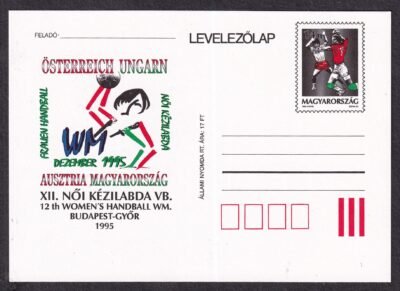 FELADÓ:
LEVELEZŐLAP
MAGYARORSZÁG
ÖSTERREICH UNGARN
FRAUEN HANDBALL
NŐI KÉZILABDA
WM
DEZEMBER 1995
AUSZTRIA MAGYARORSZÁG
XII. NŐI KÉZILABDA VB.
12 th WOMEN'S HANDBALL WM.
BUDAPEST-GYŐR
1995
ÁLLAMI NYOMDA RT. ÁRA: 17 FT